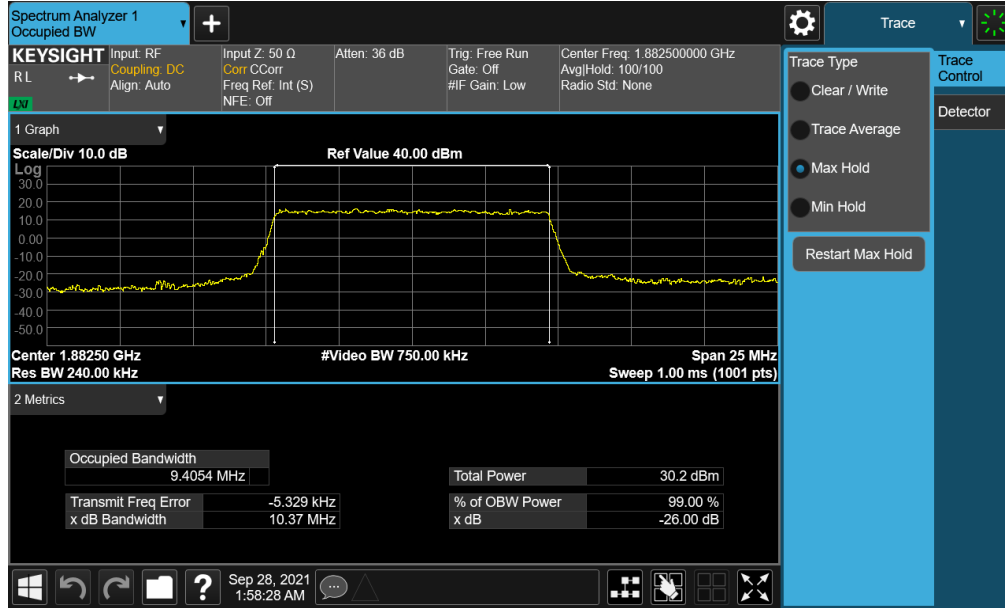 Spectrum Analyzer 1
Occupied BW
+
Trace
KEYSIGHT
R L
LXI
Input: RF
Coupling: DC
Align: Auto
Input Z: 50 Ω
Corr CCorr
Freq Ref: Int (S)
NFE: Off
Atten: 36 dB
Trig: Free Run
Gate: Off
#IF Gain: Low
Center Freq: 1.882500000 GHz
Avg|Hold: 100/100
Radio Std: None
Trace Type
Clear / Write
Trace Average
Max Hold
Min Hold
Restart Max Hold
Trace
Control
Detector
1 Graph
Scale/Div 10.0 dB
Ref Value 40.00 dBm
Log
30.0
20.0
10.0
0.00
-10.0
-20.0
-30.0
-40.0
-50.0
Center 1.88250 GHz
#Video BW 750.00 kHz
Span 25 MHz
Res BW 240.00 kHz
Sweep 1.00 ms (1001 pts)
2 Metrics
Occupied Bandwidth
9.4054 MHz
Total Power 30.2 dBm
Transmit Freq Error -5.329 kHz
% of OBW Power 99.00 %
x dB Bandwidth 10.37 MHz
x dB -26.00 dB
?
Sep 28, 2021
1:58:28 AM